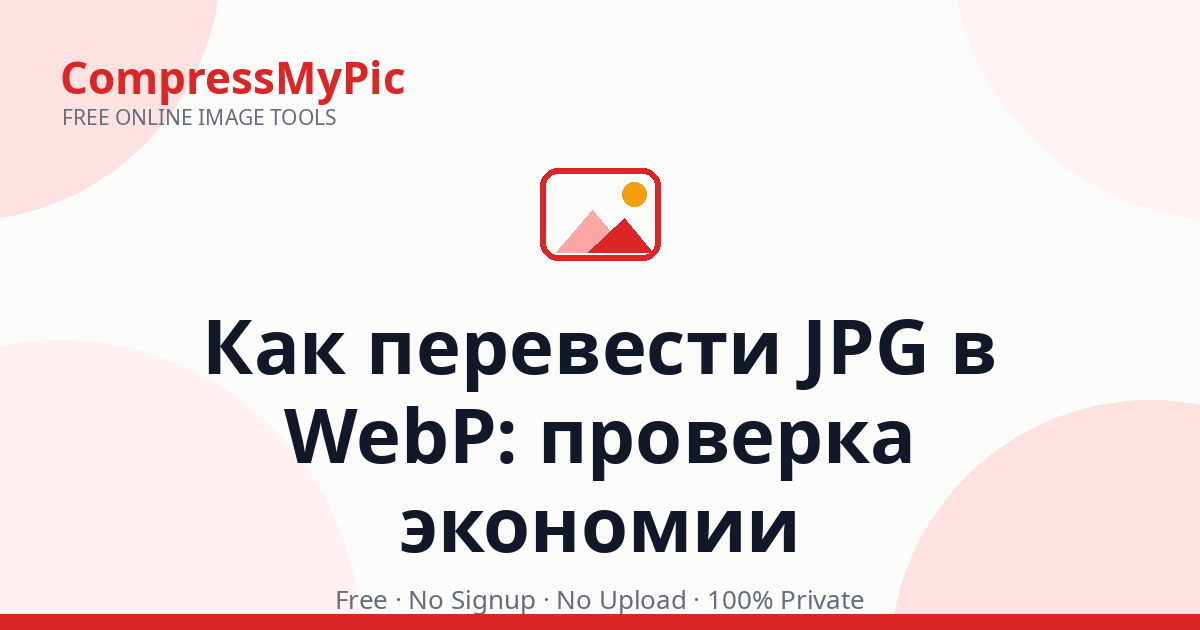 CompressMyPic
FREE ONLINE IMAGE TOOLS
Как перевести JPG в
WebP: проверка
экономии
Free · No Signup · No Upload · 100% Private